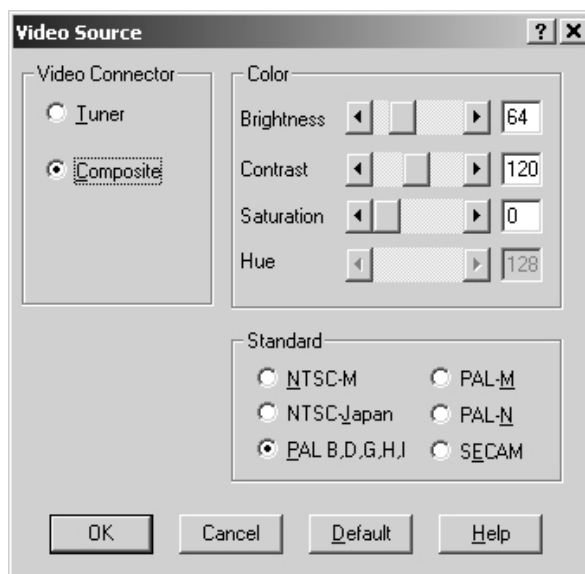 Video Source
Video Connector
Tuner
Composite
Color
Brightness 64
Contrast 120
Saturation 0
Hue 128
Standard
NTSC-M PAL-M
NTSC-Japan PAL-N
PAL B,D,G,H,I SECAM
OK Cancel Default Help